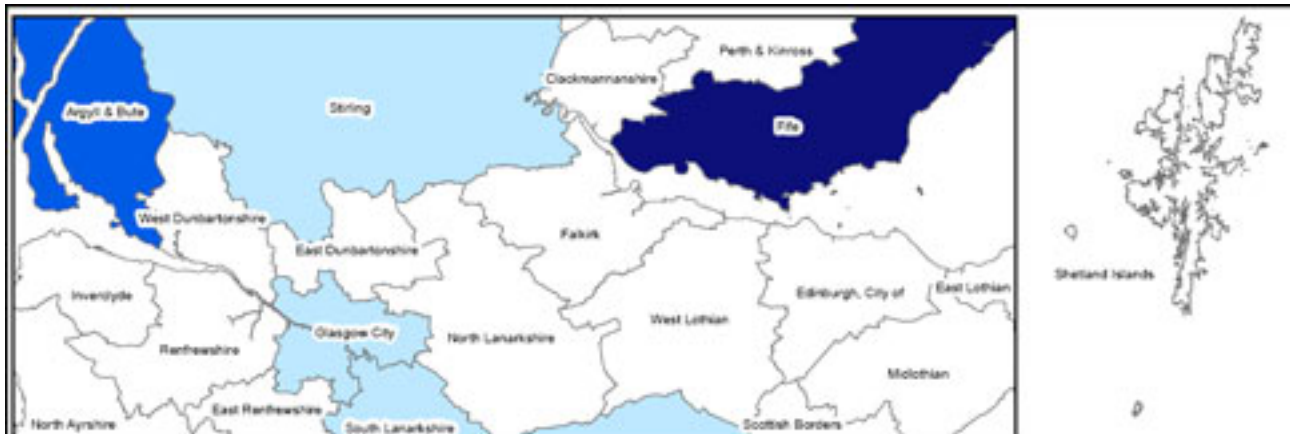 Perth & Kinross
Clackmannanshire
Argyll & Bute
Stirling
Fife
West Dunbartonshire
East Dunbartonshire
Falkirk
Shetland Islands
Inverclyde
Edinburgh, City of
East Lothian
Glasgow City
West Lothian
Renfrewshire
North Lanarkshire
Midlothian
East Renfrewshire
North Ayrshire
South Lanarkshire
Scottish Borders